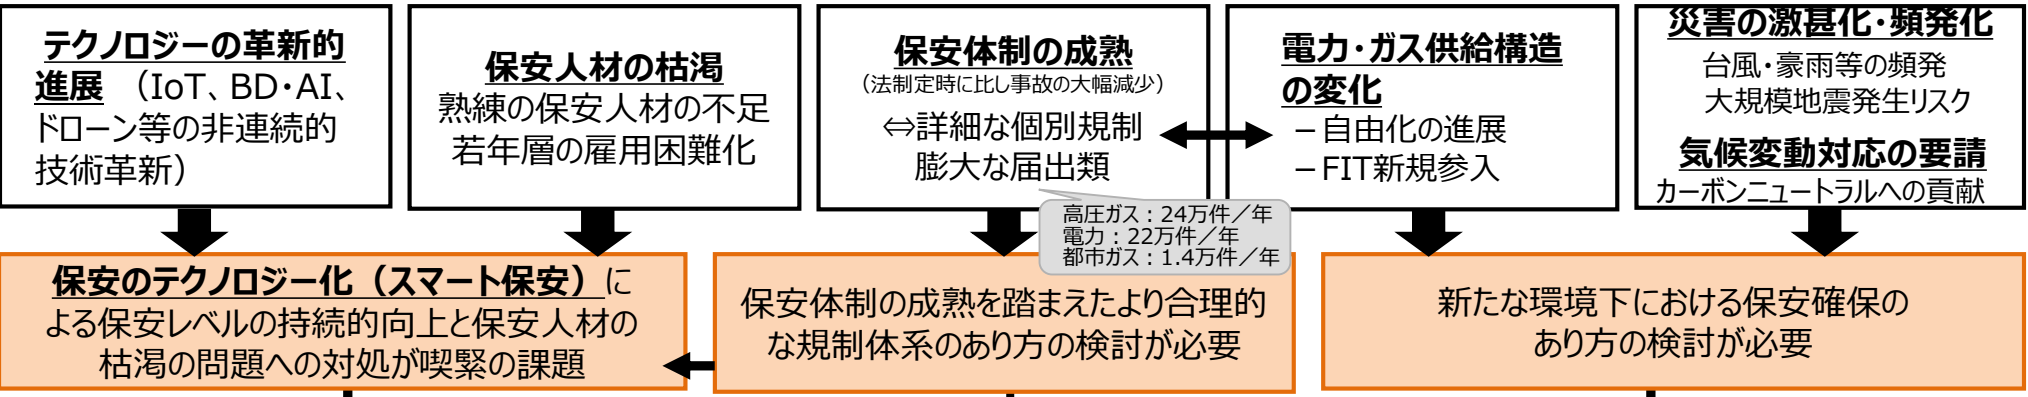 テクノロジーの革新的
進展 （IoT、BD・AI、
ドローン等の非連続的
技術革新）
保安人材の枯渇
熟練の保安人材の不足
若年層の雇用困難化
保安体制の成熟
（法制定時に比し事故の大幅減少）
⇔詳細な個別規制
膨大な届出類
高圧ガス：24万件／年
電力：22万件／年
都市ガス：1.4万件／年
電力・ガス供給構造
の変化
－自由化の進展
－FIT新規参入
災害の激甚化・頻発化
台風・豪雨等の頻発
大規模地震発生リスク
気候変動対応の要請
カーボンニュートラルへの貢献
保安のテクノロジー化（スマート保安）に
よる保安レベルの持続的向上と保安人材の
枯渇の問題への対処が喫緊の課題
保安体制の成熟を踏まえたより合理的
な規制体系のあり方の検討が必要
新たな環境下における保安確保の
あり方の検討が必要